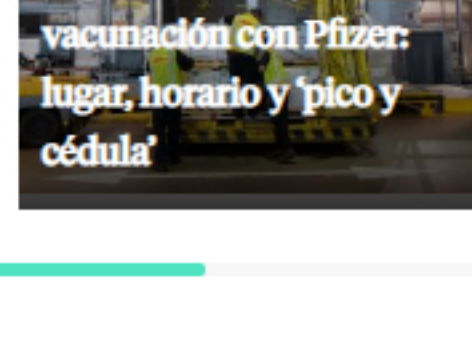 vacunación con Pfizer:
lugar, horario y ‘pico y
cédula’